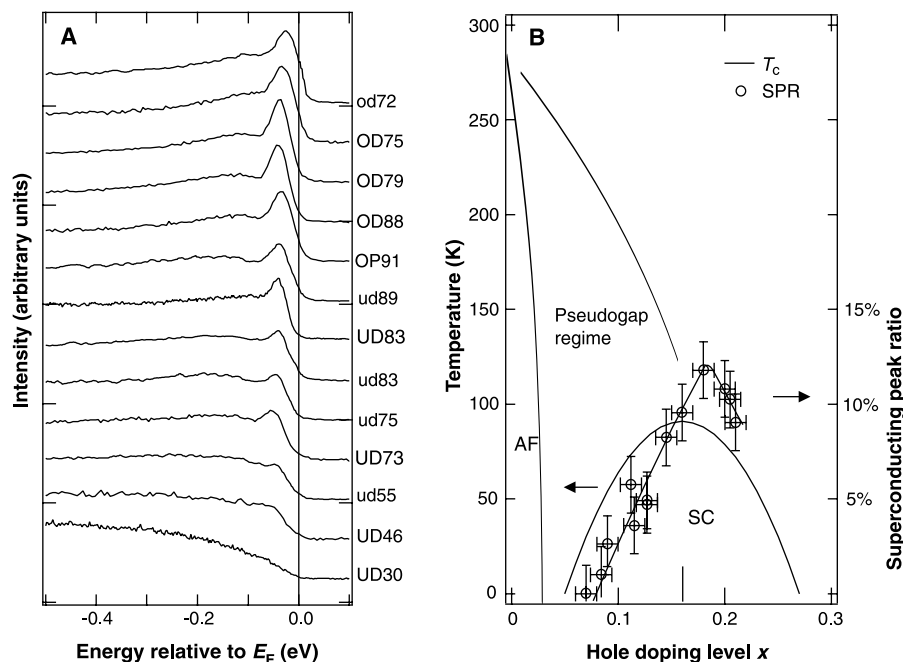 A
Intensity (arbitrary units)
od72
OD75
OD79
OD88
OP91
ud89
UD83
ud83
ud75
UD73
ud55
UD46
UD30
-0.4
-0.2
0.0
Energy relative to E_F (eV)
B
T_c
SPR
300
250
200
150
100
50
0
Temperature (K)
Pseudogap
regime
AF
SC
15%
10%
5%
Superconducting peak ratio
0
0.1
0.2
0.3
Hole doping level x